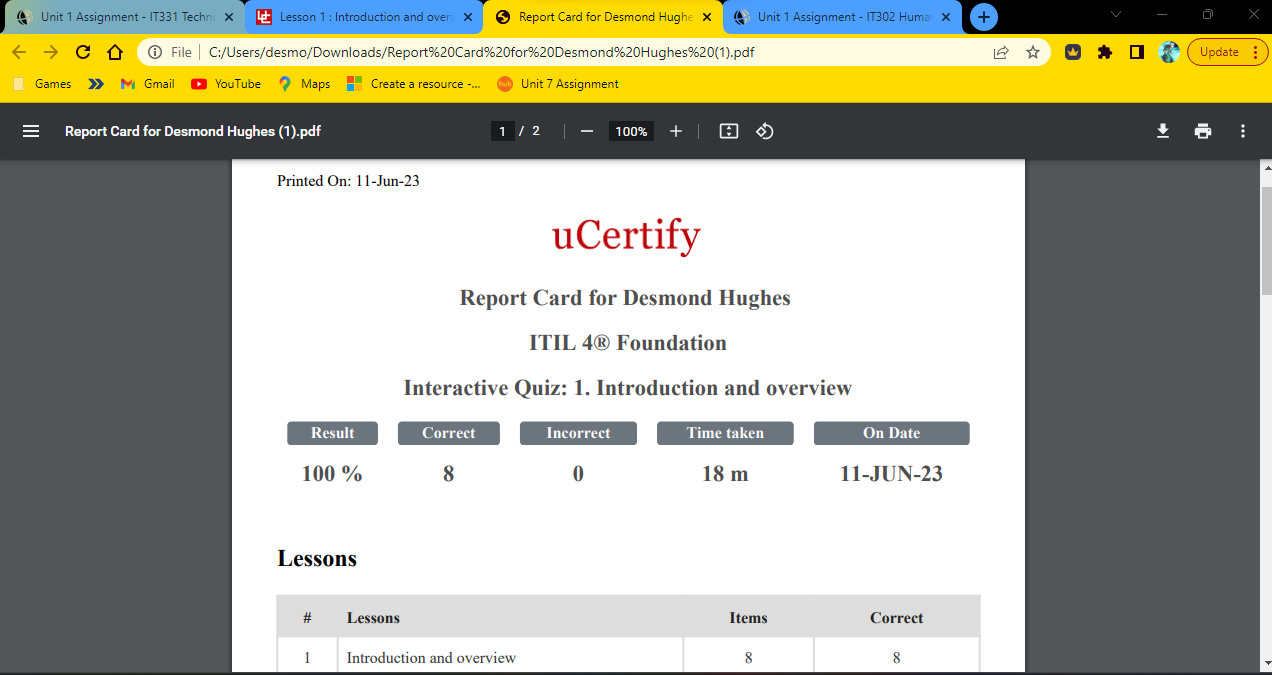 Unit 1 Assignment - IT331 Techno
Lesson 1 : Introduction and overv
Report Card for Desmond Hughe
Unit 1 Assignment - IT302 Huma
File C:/Users/desmo/Downloads/Report%20Card%20for%20Desmond%20Hughes%20(1).pdf Update
Games Gmail YouTube Maps Create a resource -... Unit 7 Assignment
Report Card for Desmond Hughes (1).pdf 1 / 2 100%
Printed On: 11-Jun-23
uCertify
Report Card for Desmond Hughes
ITIL 4® Foundation
Interactive Quiz: 1. Introduction and overview
Result Correct Incorrect Time taken On Date
100 % 8 0 18 m 11-JUN-23
Lessons
# Lessons Items Correct
1 Introduction and overview 8 8